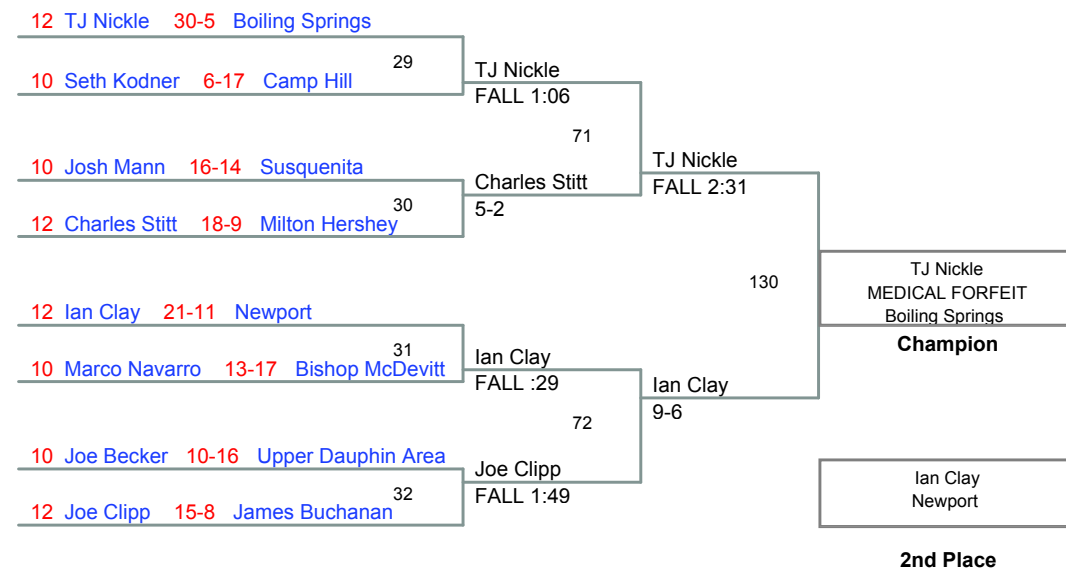 12 TJ Nickle 30-5 Boiling Springs
29
10 Seth Kodner 6-17 Camp Hill
TJ Nickle
FALL 1:06
71
10 Josh Mann 16-14 Susquenita
30
12 Charles Stitt 18-9 Milton Hershey
Charles Stitt
5-2
TJ Nickle
FALL 2:31
130
12 Ian Clay 21-11 Newport
31
10 Marco Navarro 13-17 Bishop McDevitt
Ian Clay
FALL :29
72
10 Joe Becker 10-16 Upper Dauphin Area
32
12 Joe Clipp 15-8 James Buchanan
Joe Clipp
FALL 1:49
Ian Clay
9-6
TJ Nickle
MEDICAL FORFEIT
Boiling Springs
Champion
Ian Clay
Newport
2nd Place